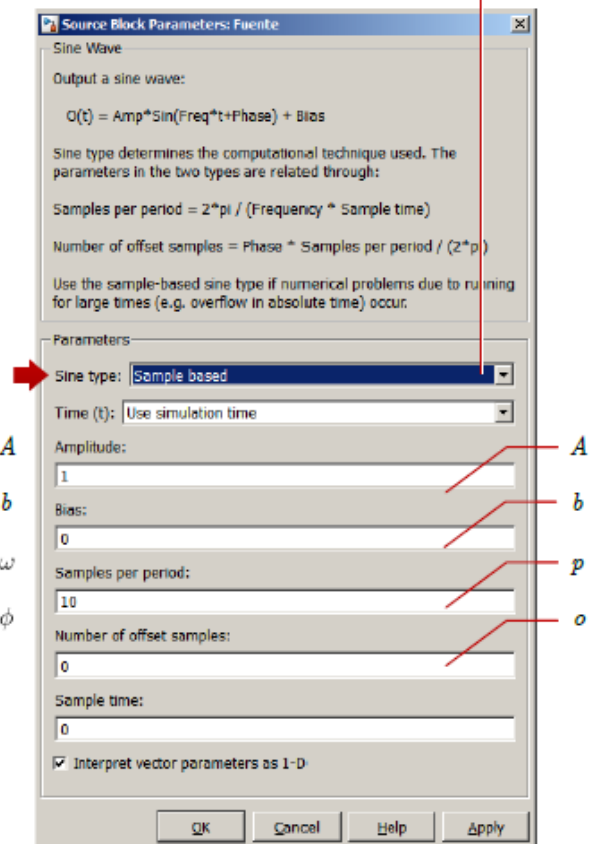 Source Block Parameters: Fuente
Sine Wave
Output a sine wave:
O(t) = Amp*Sin(Freq*t+Phase) + Bias
Sine type determines the computational technique used. The
parameters in the two types are related through:
Samples per period = 2*pi / (Frequency * Sample time)
Number of offset samples = Phase * Samples per period / (2*pi)
Use the sample-based sine type if numerical problems due to running
for large times (e.g. overflow in absolute time) occur.
Parameters
Sine type: Sample based
Time (t): Use simulation time
A Amplitude: A
1
b Bias: b
0
ω Samples per period: p
10
ϕ Number of offset samples: o
0
Sample time:
0
Interpret vector parameters as 1-D
OK Cancel Help Apply